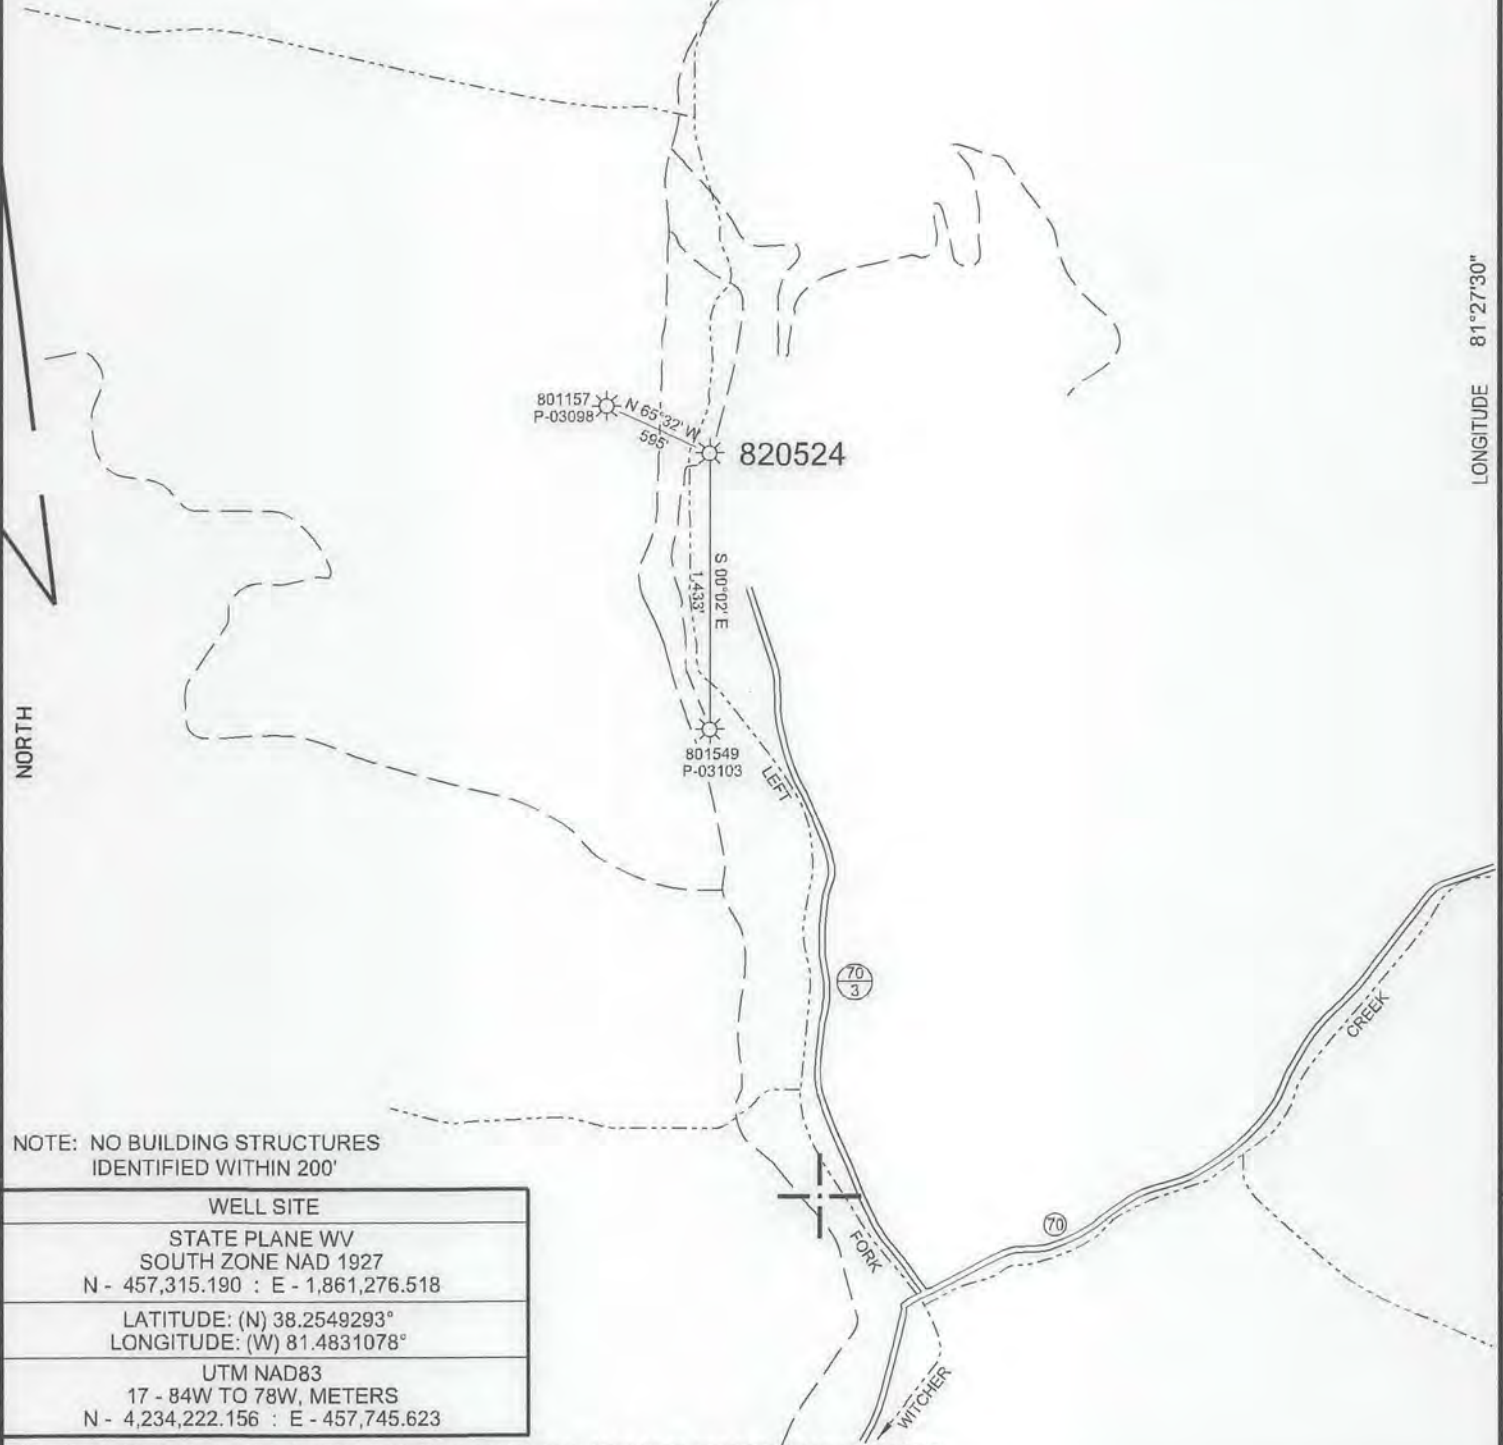 LONGITUDE 81°27'30"
801157
P-03098
N 65°32' W
595'
820524
S 00°02' E
1,433'
NORTH
801549
P-03103
LEFT
70
3
CREEK
NOTE: NO BUILDING STRUCTURES
IDENTIFIED WITHIN 200'
WELL SITE
STATE PLANE WV
SOUTH ZONE NAD 1927
N - 457,315.190 : E - 1,861,276.518
LATITUDE: (N) 38.2549293°
LONGITUDE: (W) 81.4831078°
UTM NAD83
17 - 84W TO 78W, METERS
N - 4,234,222.156 : E - 457,745.623
70
FORK
WITCHER